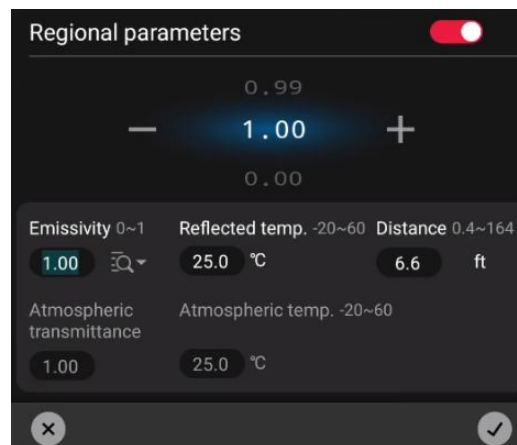 Regional parameters
0.99
− 1.00 +
0.00
Emissivity 0~1 Reflected temp. -20~60 Distance 0.4~164
1.00 25.0 ℃ 6.6 ft
Atmospheric transmittance Atmospheric temp. -20~60
1.00 25.0 ℃